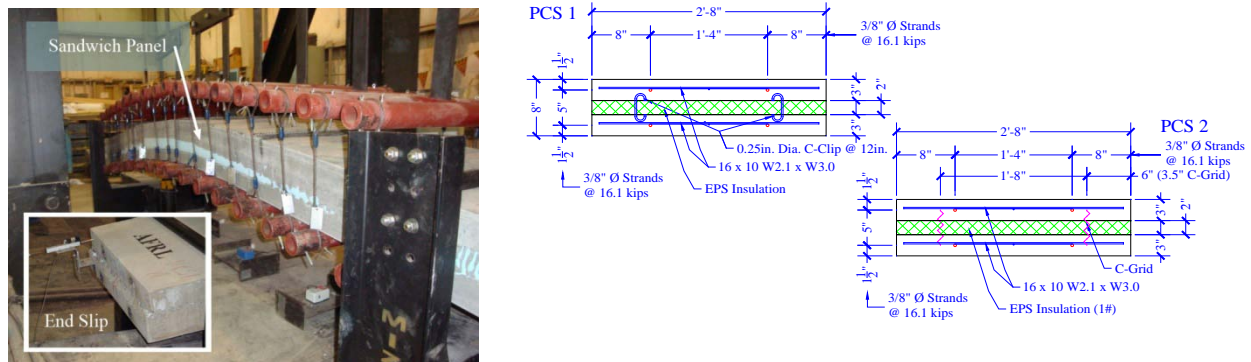 Sandwich Panel
AFRL
End Slip
PCS 1
2'-8"
8"
1'-4"
8"
3/8" Ø Strands
@ 16.1 kips
1 1/2"
8"
5"
1 1/2"
3"
2"
3"
0.25in. Dia. C-Clip @ 12in.
16 x 10 W2.1 x W3.0
EPS Insulation
3/8" Ø Strands
@ 16.1 kips
PCS 2
2'-8"
8"
1'-4"
8"
3/8" Ø Strands
@ 16.1 kips
1'-8"
6" (3.5" C-Grid)
1 1/2"
5"
1 1/2"
3"
2"
3"
C-Grid
16 x 10 W2.1 x W3.0
EPS Insulation (1#)
3/8" Ø Strands
@ 16.1 kips